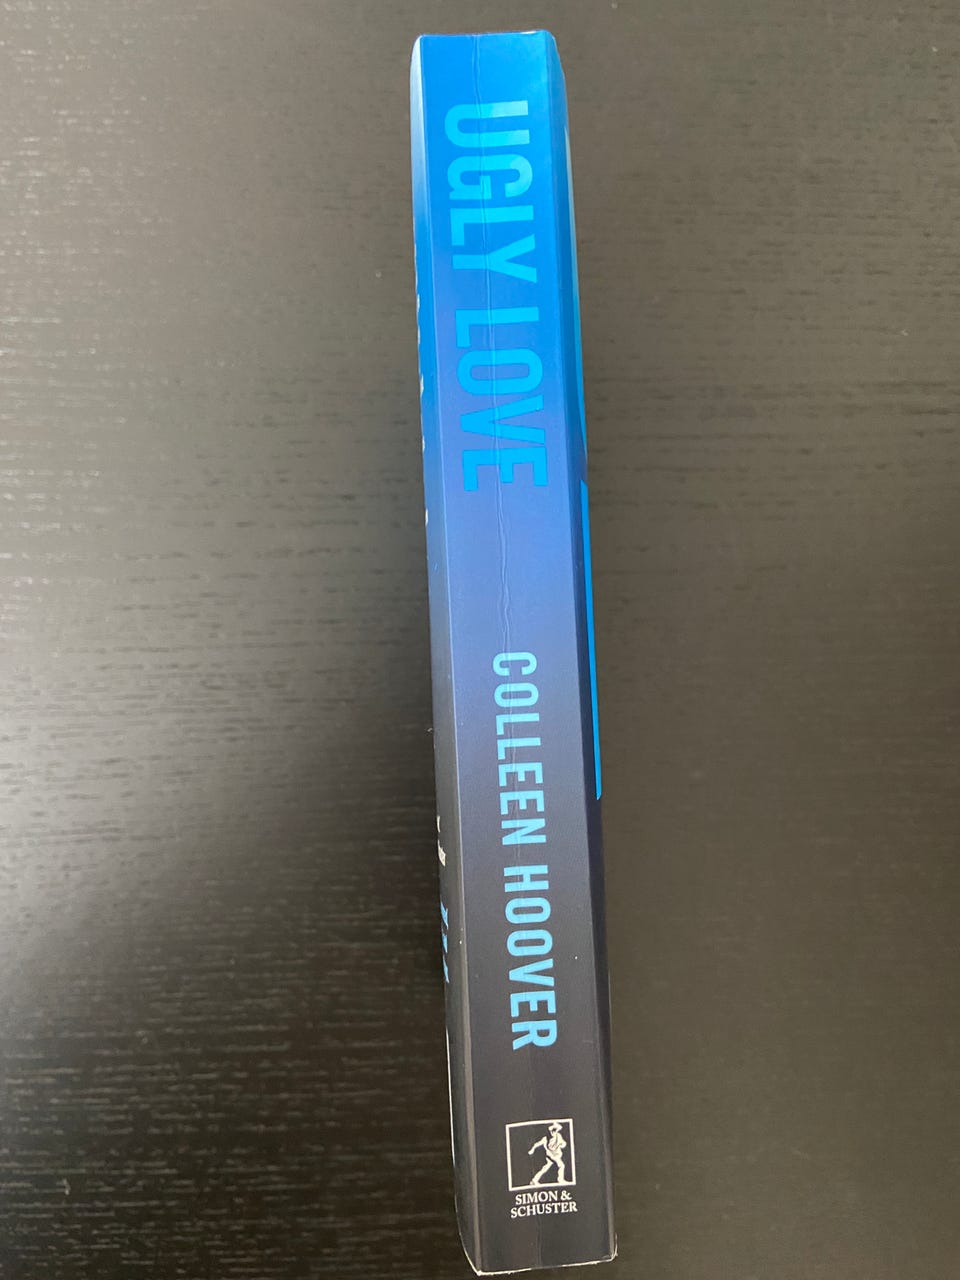 UGLY LOVE
COLLEEN HOOVER
SIMON &
SCHUSTER